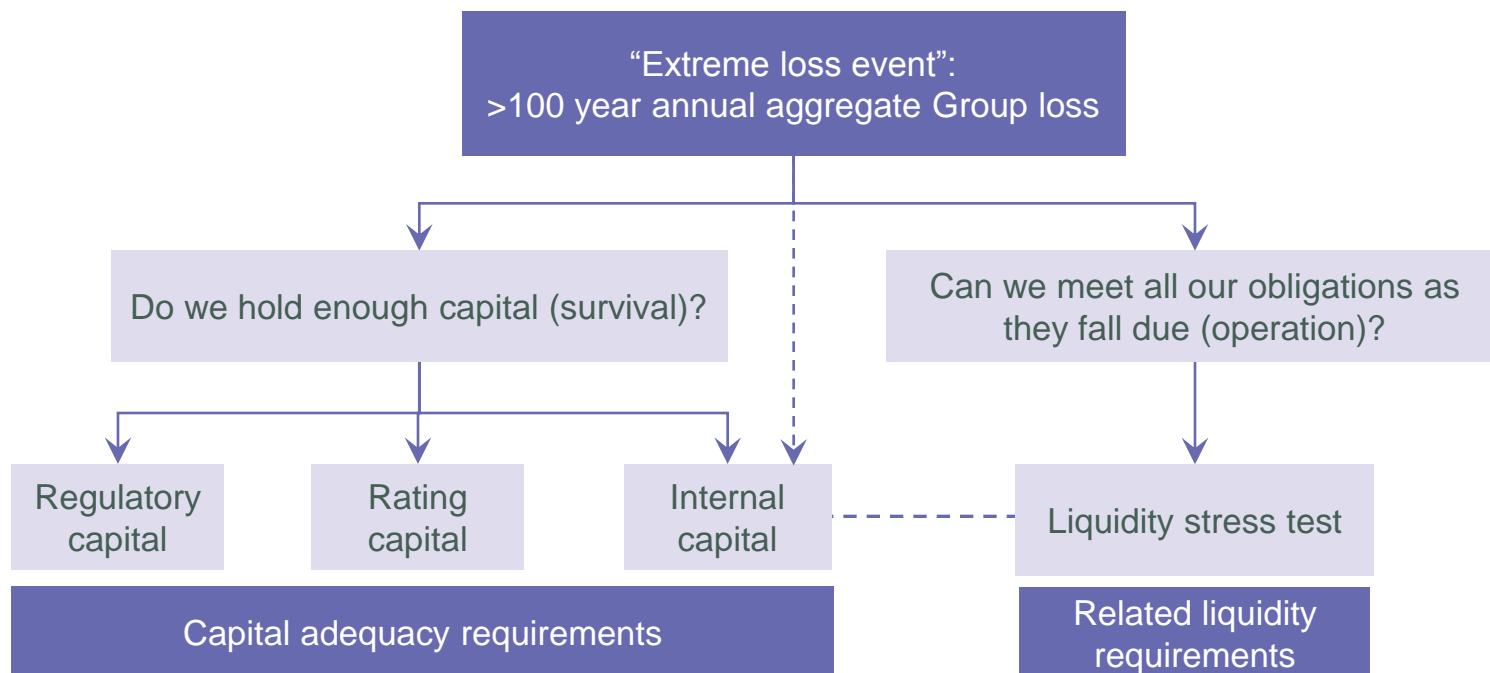 “Extreme loss event”:
>100 year annual aggregate Group loss
Do we hold enough capital (survival)?
Can we meet all our obligations as
they fall due (operation)?
Regulatory
capital
Rating
capital
Internal
capital
Liquidity stress test
Capital adequacy requirements
Related liquidity
requirements